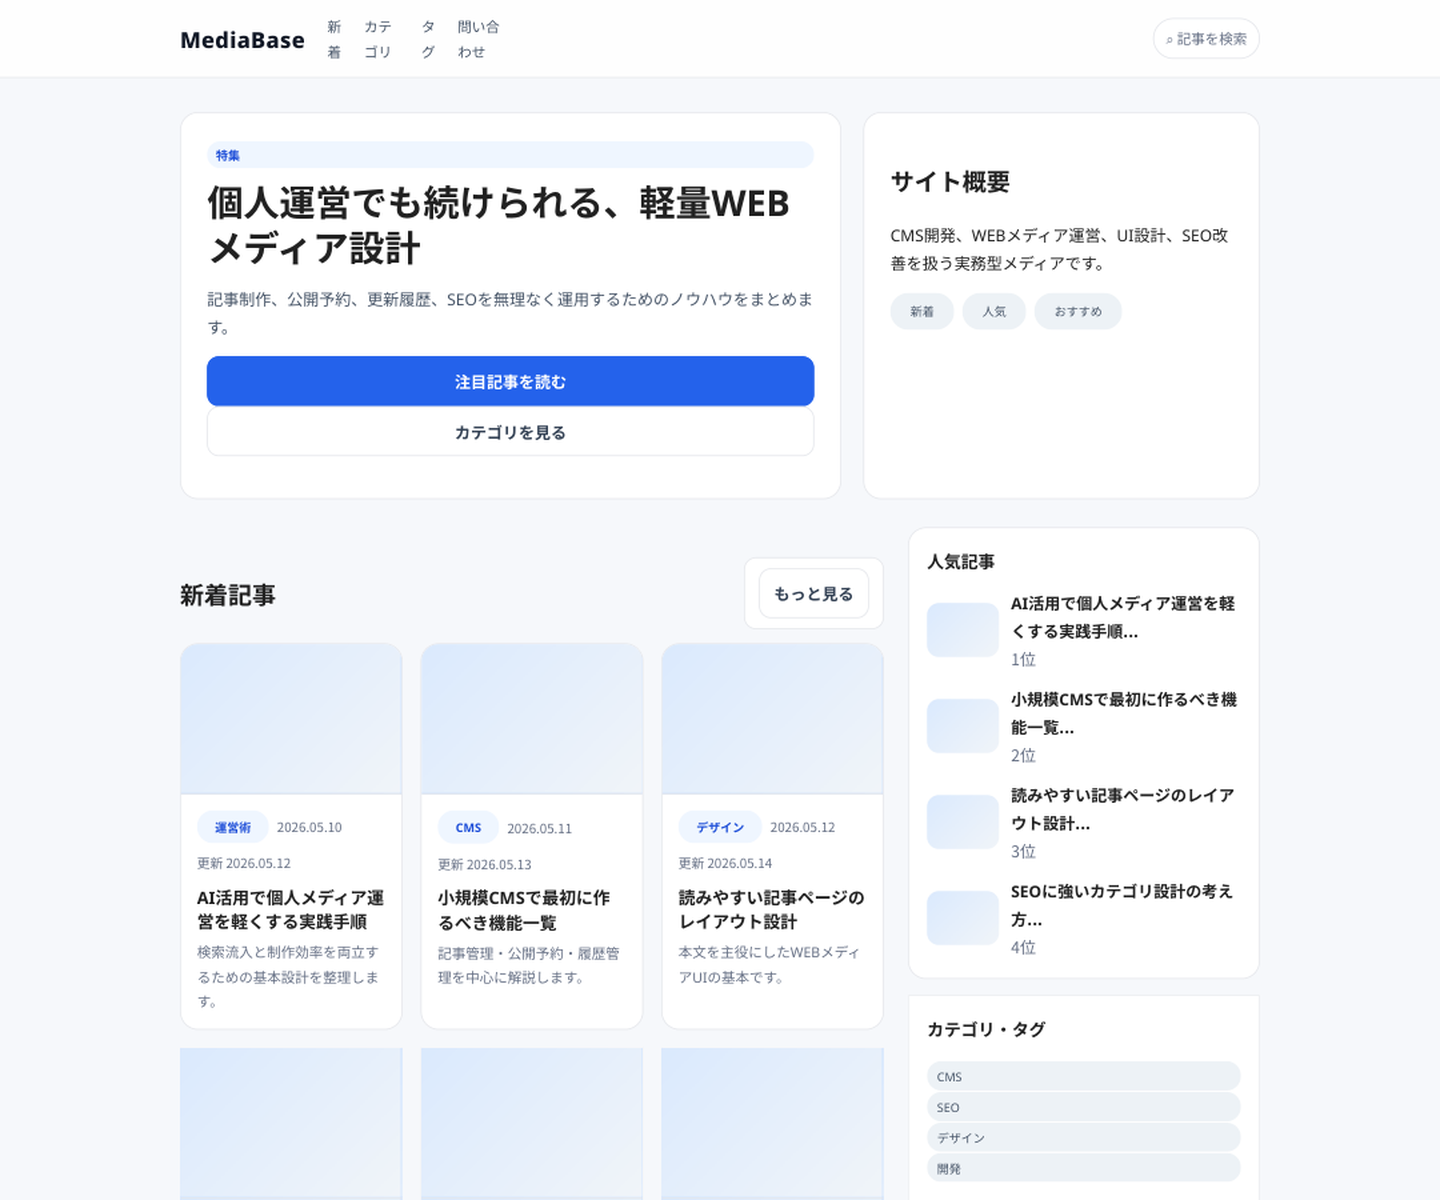 MediaBase
新着
カテゴリ
タグ
問い合わせ
⌕ 記事を検索
特集
個人運営でも続けられる、軽量WEB
メディア設計
記事制作、公開予約、更新履歴、SEOを無理なく運用するためのノウハウをまとめま
す。
注目記事を読む
カテゴリを見る
サイト概要
CMS開発、WEBメディア運営、UI設計、SEO改
善を扱う実務型メディアです。
新着 人気 おすすめ
新着記事
もっと見る
運営術 2026.05.10
更新 2026.05.12
AI活用で個人メディア運
営を軽くする実践手順
検索流入と制作効率を両立す
るための基本設計を整理しま
す。
CMS 2026.05.11
更新 2026.05.13
小規模CMSで最初に作
るべき機能一覧
記事管理・公開予約・履歴管
理を中心に解説します。
デザイン 2026.05.12
更新 2026.05.14
読みやすい記事ページの
レイアウト設計
本文を主役にしたWEBメディ
アUIの基本です。
人気記事
AI活用で個人メディア運営を軽
くする実践手順...
1位
小規模CMSで最初に作るべき機
能一覧...
2位
読みやすい記事ページのレイア
ウト設計...
3位
SEOに強いカテゴリ設計の考え
方...
4位
カテゴリ・タグ
CMS
SEO
デザイン
開発